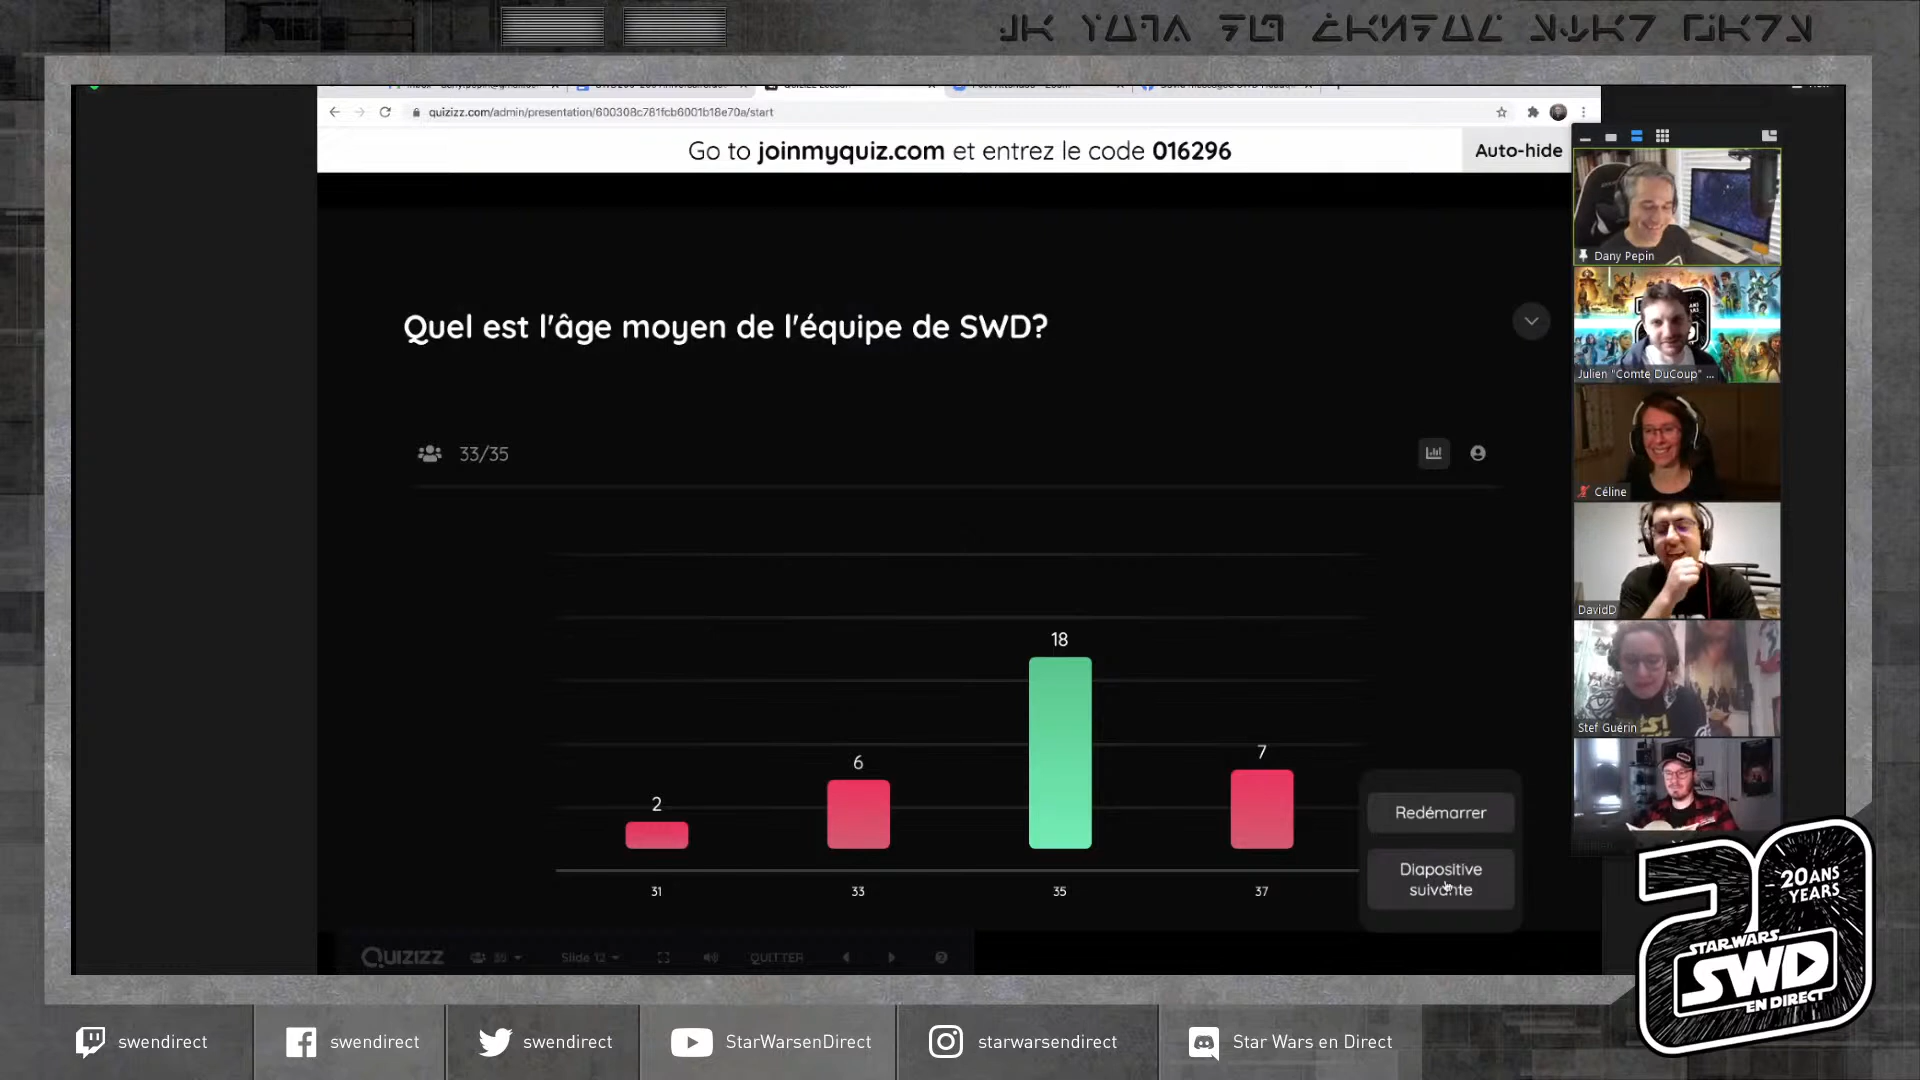 quizizz.com/admin/presentation/600308c781fcb6001b18e70a/start
Go to joinmyquiz.com et entrez le code 016296
Auto-hide
Quel est l'âge moyen de l'équipe de SWD?
33/35
18
7
6
2
31
33
35
37
Redémarrer
Diapositive
suivante
Quizizz
Slide 12
QUITTER
Dany Pepin
Julien "Comte DuCoup" ...
Céline
DavidD
Stef Guérin
20 ANS
YEARS
STAR WARS
SWD
EN DIRECT
swendirect
swendirect
swendirect
StarWarsenDirect
starwarsendirect
Star Wars en Direct